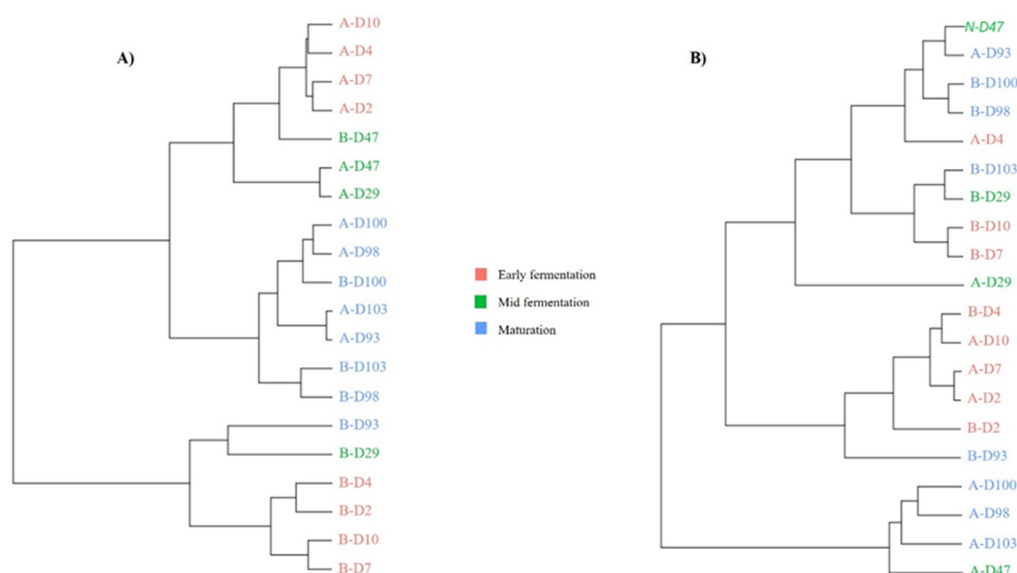 A)
A-D10
A-D4
A-D7
A-D2
B-D47
A-D47
A-D29
A-D100
A-D98
B-D100
A-D103
A-D93
B-D103
B-D98
B-D93
B-D29
B-D4
B-D2
B-D10
B-D7
Early fermentation
Mid fermentation
Maturation
B)
N-D47
A-D93
B-D100
B-D98
A-D4
B-D103
B-D29
B-D10
B-D7
A-D29
B-D4
A-D10
A-D7
A-D2
B-D2
B-D93
A-D100
A-D98
A-D103
A-D47